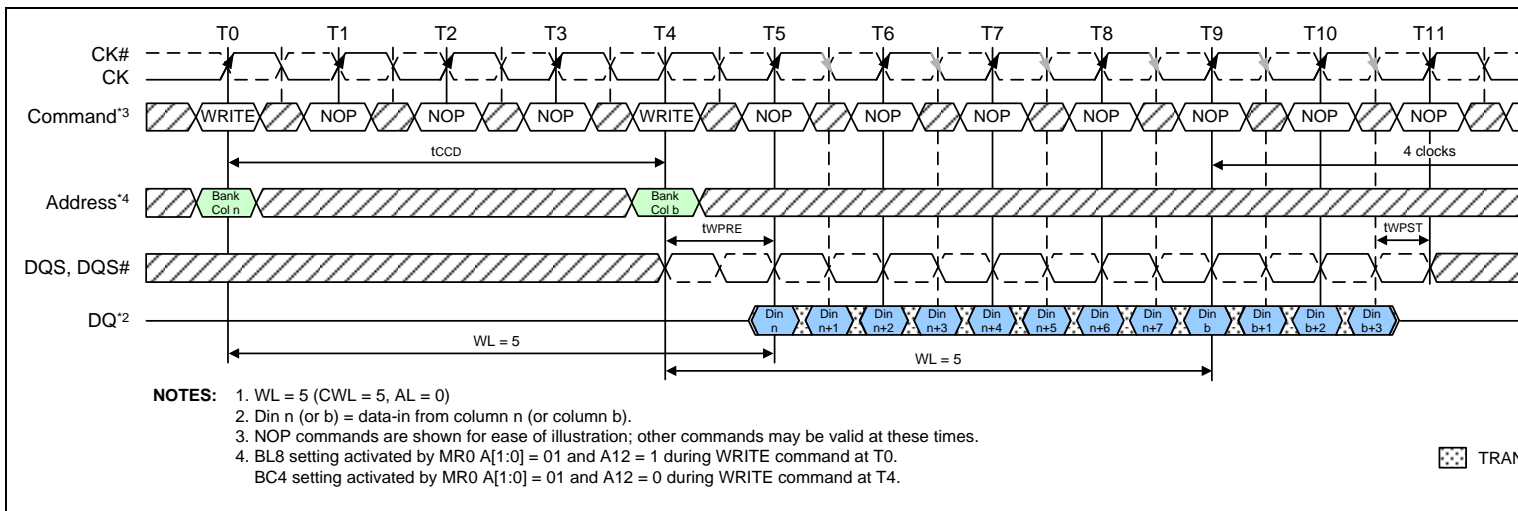 T0 T1 T2 T3 T4 T5 T6 T7 T8 T9 T10 T11
CK#
CK
Command*3 WRITE NOP NOP NOP WRITE NOP NOP NOP NOP NOP NOP NOP
tCCD 4 clocks
Address*4 Bank Col n Bank Col b
tWPRE tWPST
DQS, DQS#
DQ*2 Din n Din n+1 Din n+2 Din n+3 Din n+4 Din n+5 Din n+6 Din n+7 Din b Din b+1 Din b+2 Din b+3
WL = 5 WL = 5
NOTES: 1. WL = 5 (CWL = 5, AL = 0)
2. Din n (or b) = data-in from column n (or column b).
3. NOP commands are shown for ease of illustration; other commands may be valid at these times.
4. BL8 setting activated by MR0 A[1:0] = 01 and A12 = 1 during WRITE command at T0.
BC4 setting activated by MR0 A[1:0] = 01 and A12 = 0 during WRITE command at T4.
TRAN